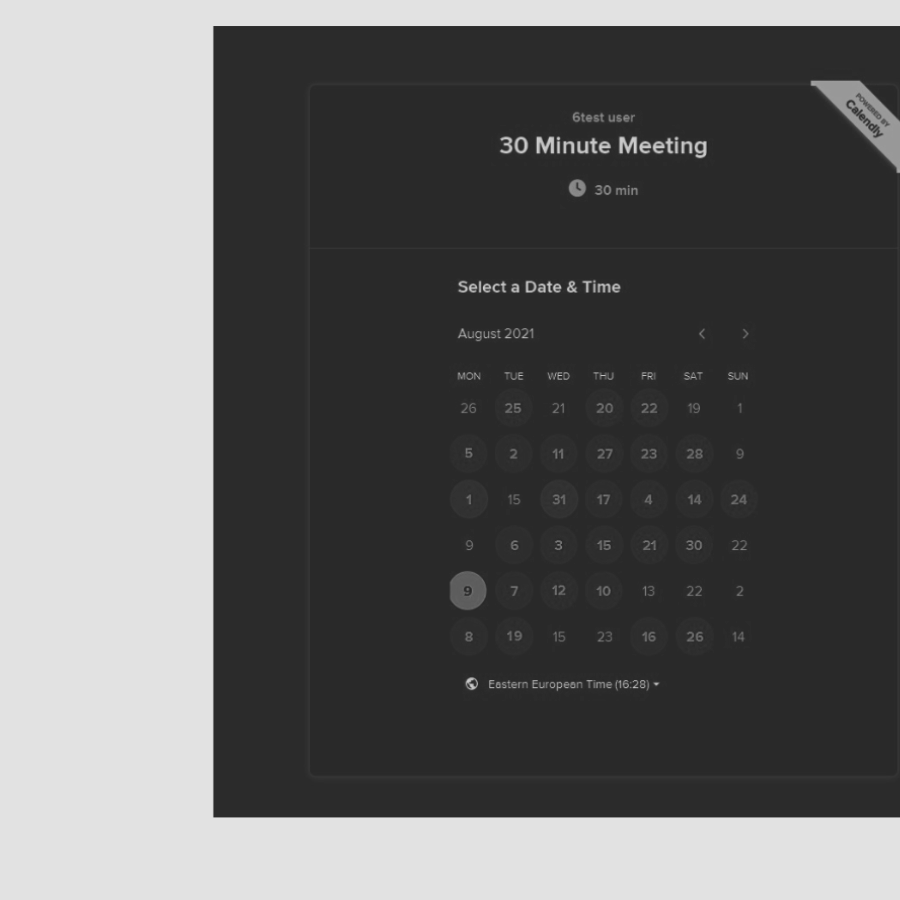 POWERED BY
Calendly
6test user
30 Minute Meeting
30 min
Select a Date & Time
August 2021
MON TUE WED THU FRI SAT SUN
26 25 21 20 22 19 1
5 2 11 27 23 28 9
1 15 31 17 4 14 24
9 6 3 15 21 30 22
9 7 12 10 13 22 2
8 19 15 23 16 26 14
Eastern European Time (16:28)